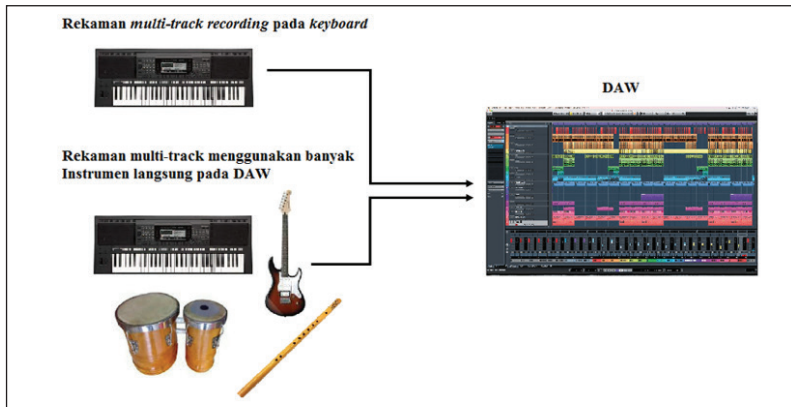 Rekaman multi-track recording pada keyboard
DAW
Rekaman multi-track menggunakan banyak
Instrumen langsung pada DAW